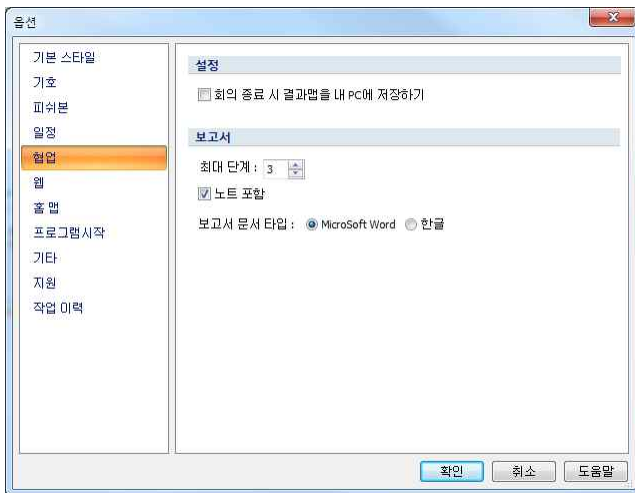 옵션
기본 스타일
기호
피쉬본
일정
협업
웹
홈 맵
프로그램시작
기타
지원
작업 이력
설정
회의 종료 시 결과맵을 내 PC에 저장하기
보고서
최대 단계 : 3
노트 포함
보고서 문서 타입 : MicroSoft Word 한글
확인 취소 도움말